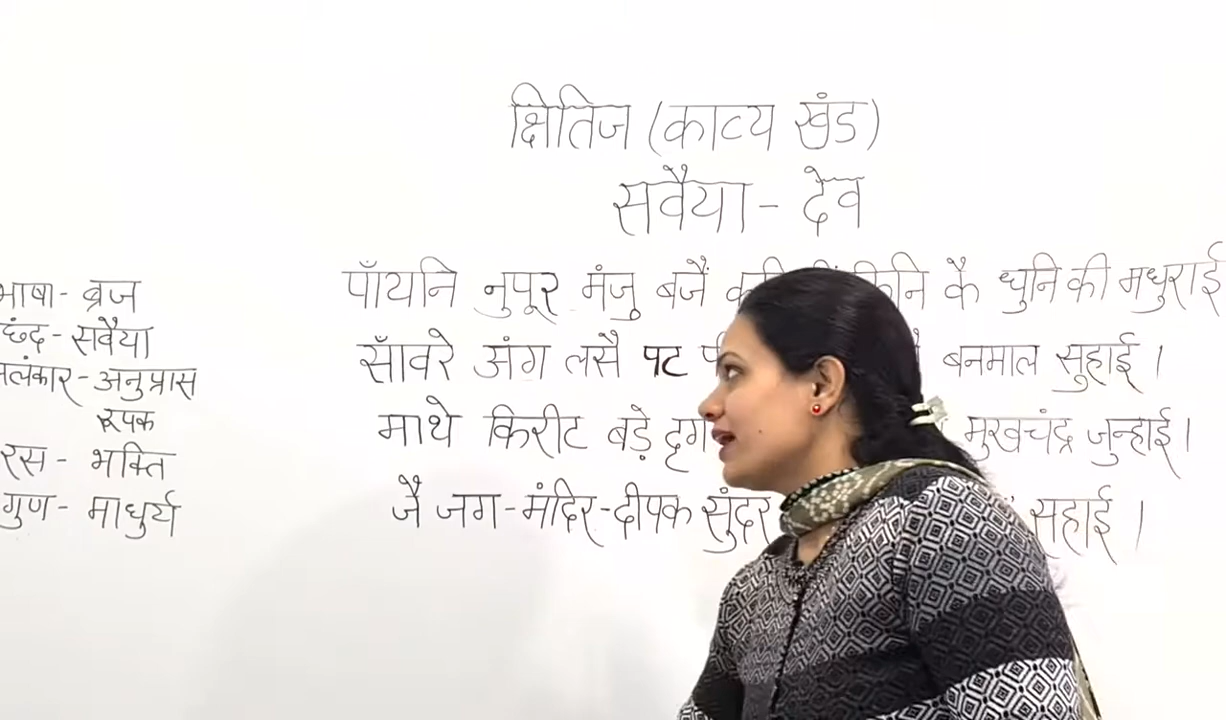 क्षितिज (काव्य खंड)
सवैया - देव
भाषा - ब्रज
छंद - सवैया
अलंकार - अनुप्रास
रूपक
रस - भक्ति
गुण - माधुर्य
पाँयनि नुपूर मंजु बजैं कै धुनि की मधुराई
साँवरे अंग लसै पट बनमाल सुहाई ।
माथे किरीट बड़े दृग मुखचंद्र जुन्हाई ।
जै जग-मंदिर-दीपक सुंदर सहाई ।